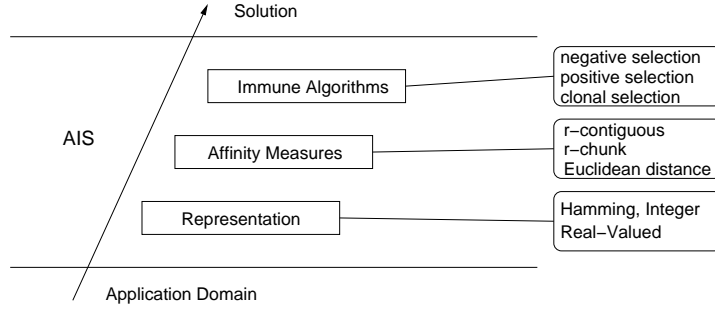 Solution
Immune Algorithms
negative selection
positive selection
clonal selection
AIS
Affinity Measures
r−contiguous
r−chunk
Euclidean distance
Representation
Hamming, Integer
Real−Valued
Application Domain